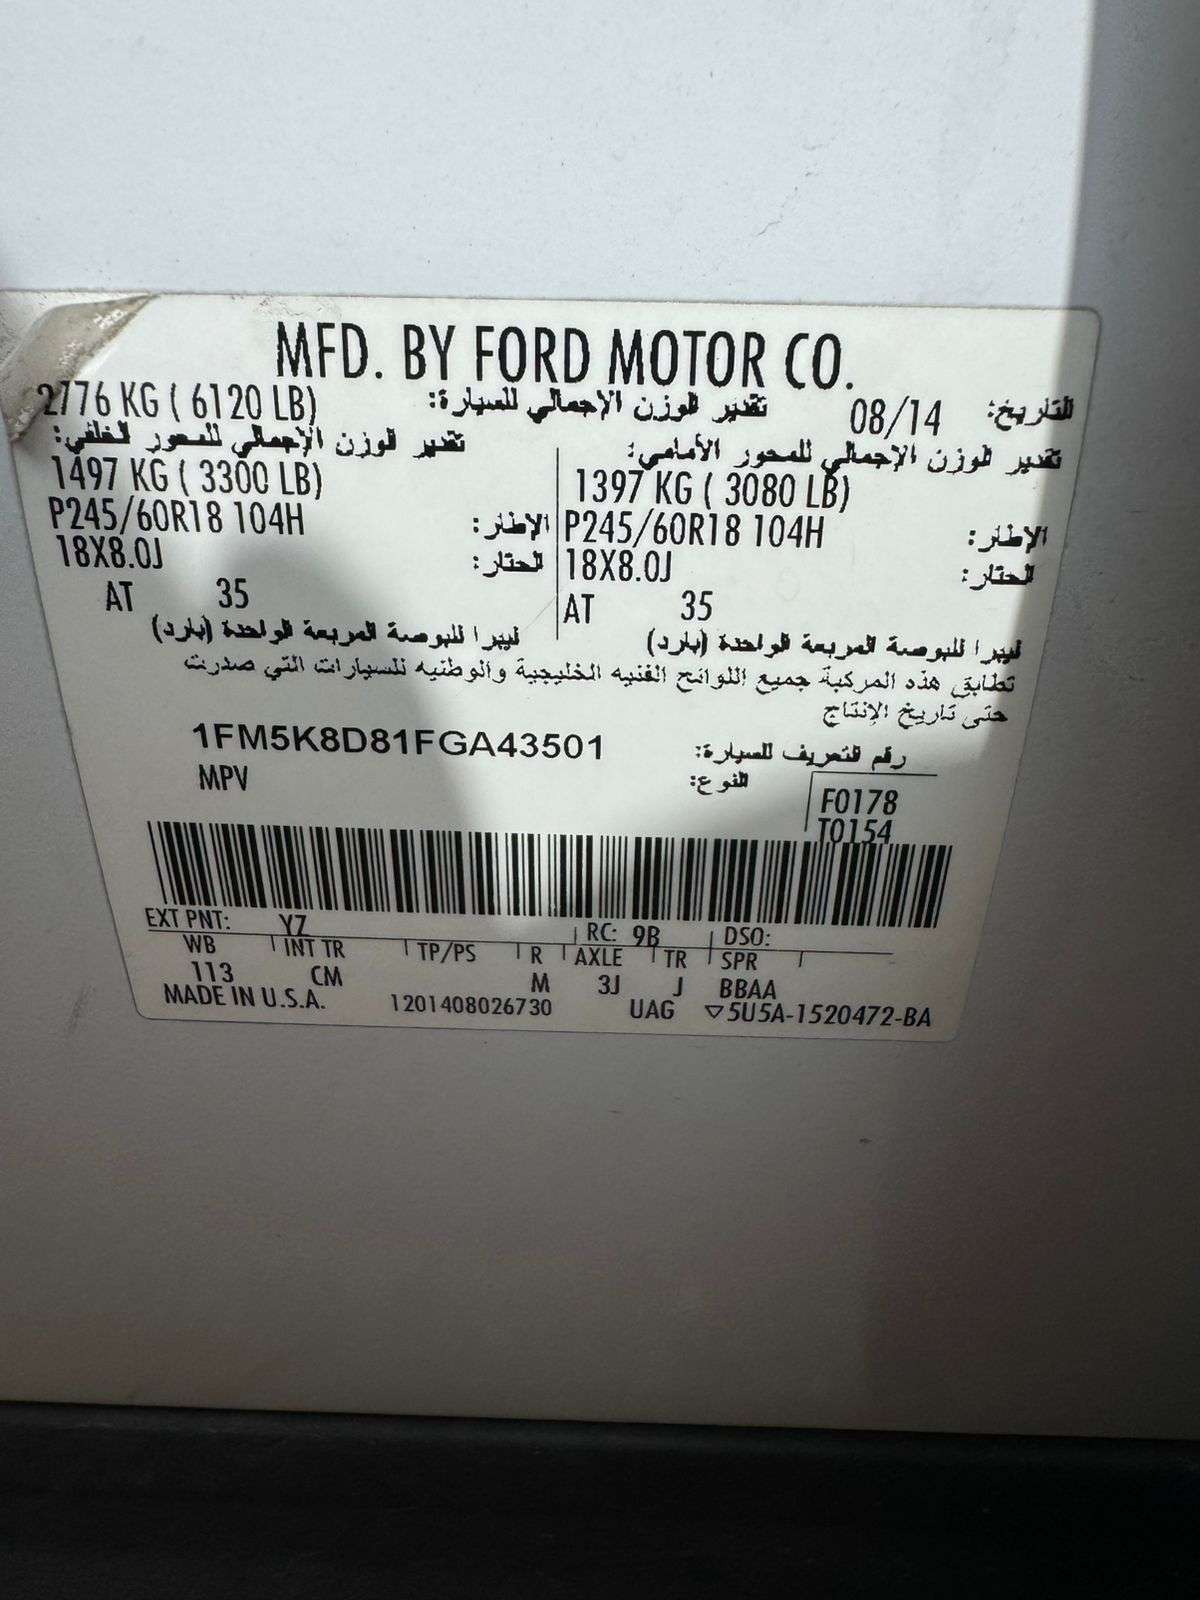 MFD. BY FORD MOTOR CO.
التاريخ: 08/14 تقدير الوزن الإجمالي للسيارة: 2776 KG ( 6120 LB)
تقدير الوزن الإجمالي للمحور الأمامي: تقدير الوزن الإجمالي للمحور الخلفي:
1397 KG ( 3080 LB) 1497 KG ( 3300 LB)
الإطار: P245/60R18 104H الإطار: P245/60R18 104H
الحتار: 18X8.0J الحتار: 18X8.0J
AT 35 AT 35
ليبرا للبوصة المربعة الواحدة (بارد) ليبرا للبوصة المربعة الواحدة (بارد)
تطابق هذه المركبة جميع اللوائح الفنيه الخليجية والوطنيه للسيارات التي صدرت
حتى تاريخ الإنتاج
رقم التعريف للسيارة: 1FM5K8D81FGA43501
النوع: MPV
F0178
T0154
EXT PNT: YZ RC: 9B DSO:
WB INT TR TP/PS R AXLE TR SPR
113 CM M 3J J BBAA
MADE IN U.S.A. 1201408026730 UAG ▽5U5A-1520472-BA